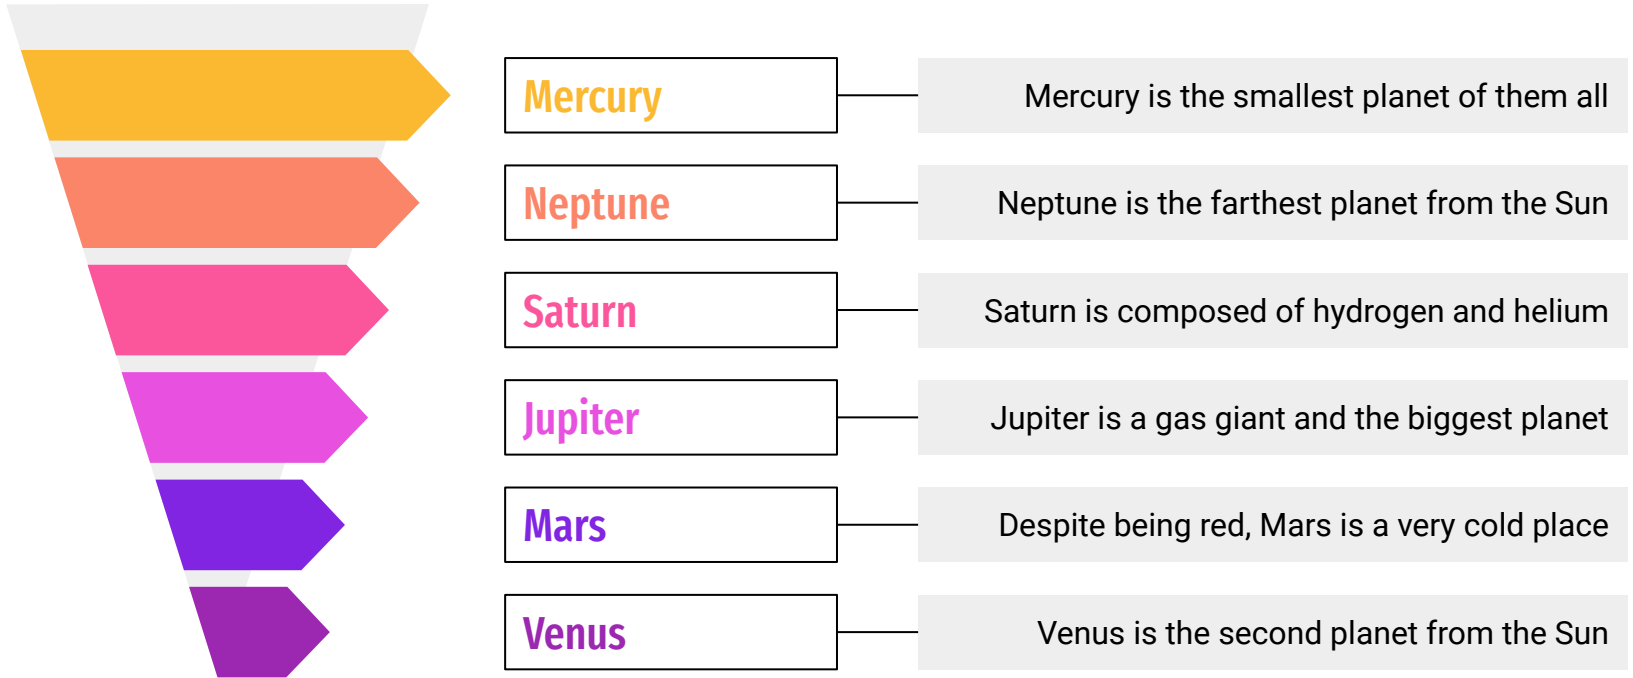 Mercury
Mercury is the smallest planet of them all
Neptune
Neptune is the farthest planet from the Sun
Saturn
Saturn is composed of hydrogen and helium
Jupiter
Jupiter is a gas giant and the biggest planet
Mars
Despite being red, Mars is a very cold place
Venus
Venus is the second planet from the Sun